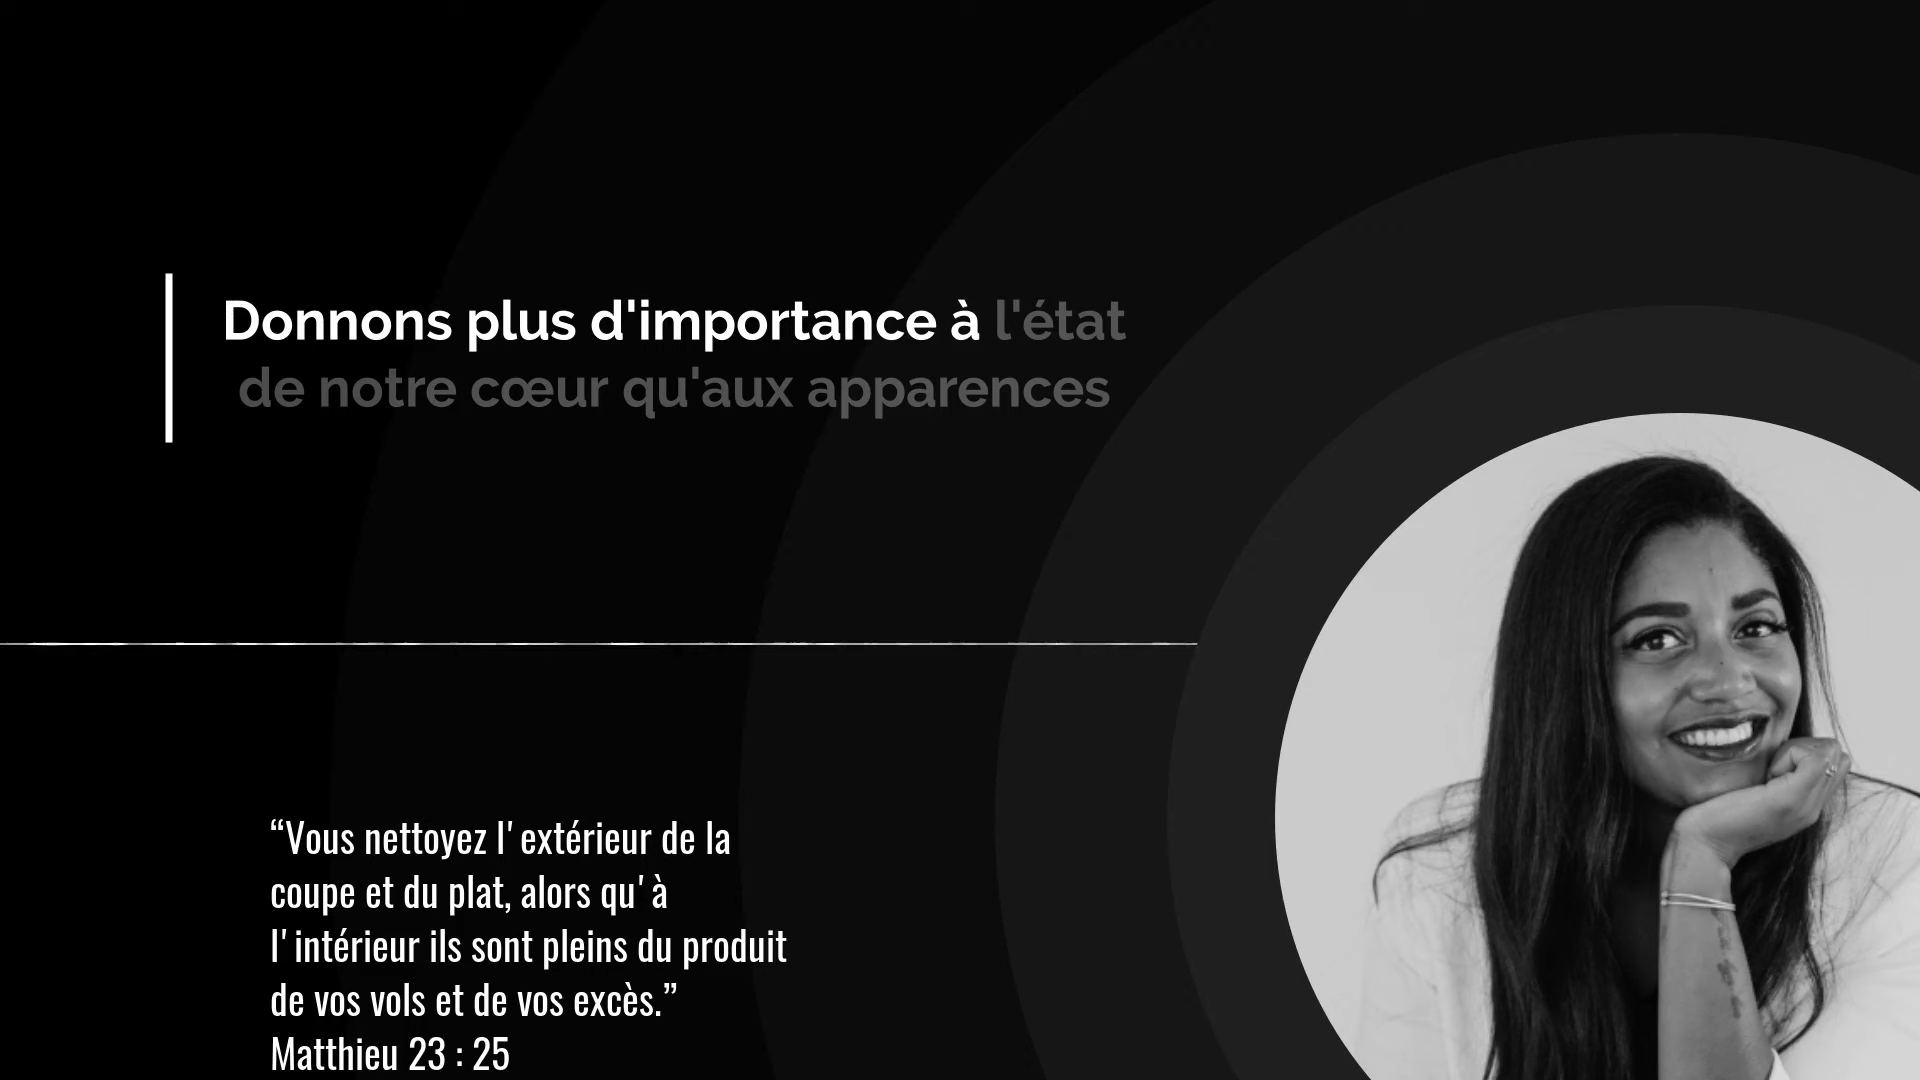 Donnons plus d'importance à l'état
de notre cœur qu'aux apparences
“Vous nettoyez l'extérieur de la
coupe et du plat, alors qu'à
l'intérieur ils sont pleins du produit
de vos vols et de vos excès.”
Matthieu 23 : 25